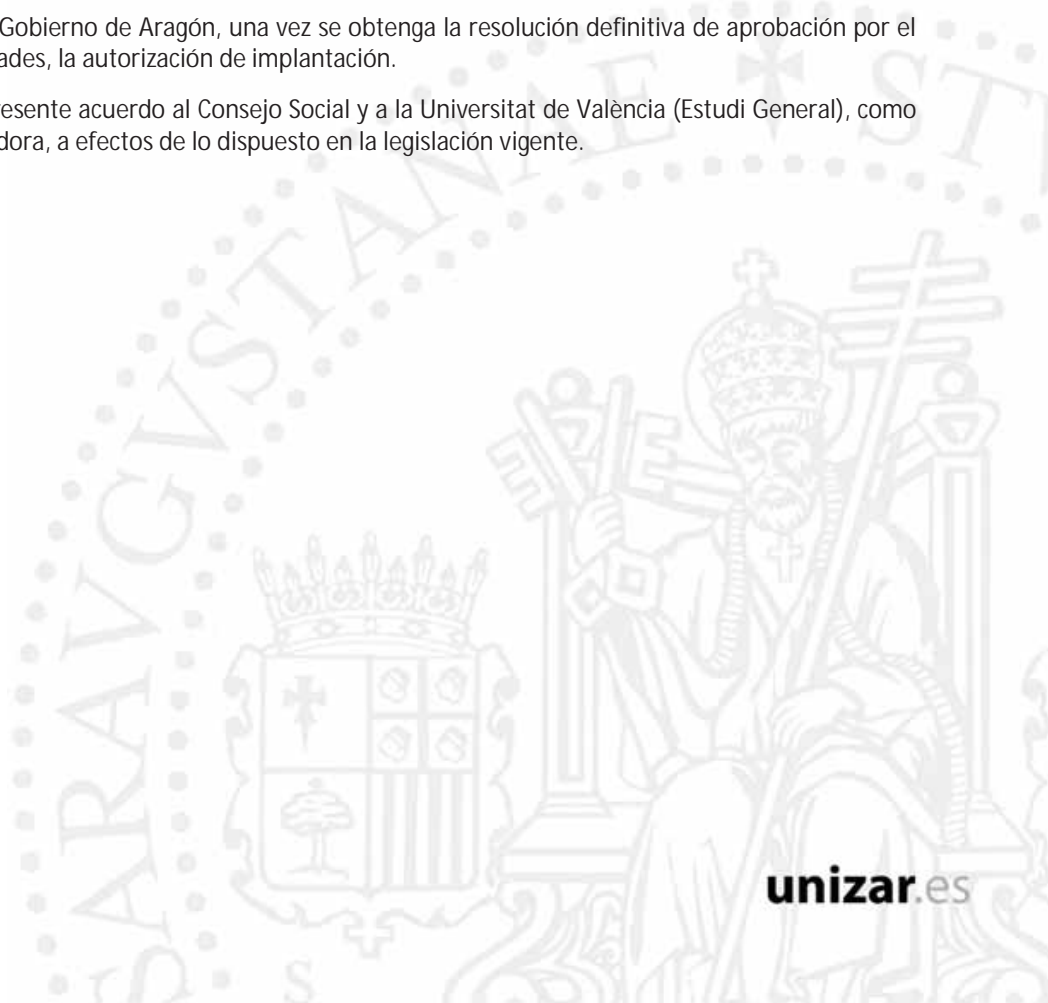 Gobierno de Aragón, una vez se obtenga la resolución definitiva de aprobación por el
ades, la autorización de implantación.
esente acuerdo al Consejo Social y a la Universitat de València (Estudi General), como
dora, a efectos de lo dispuesto en la legislación vigente.
SARAVGVSTANAE ST
S
unizar.es